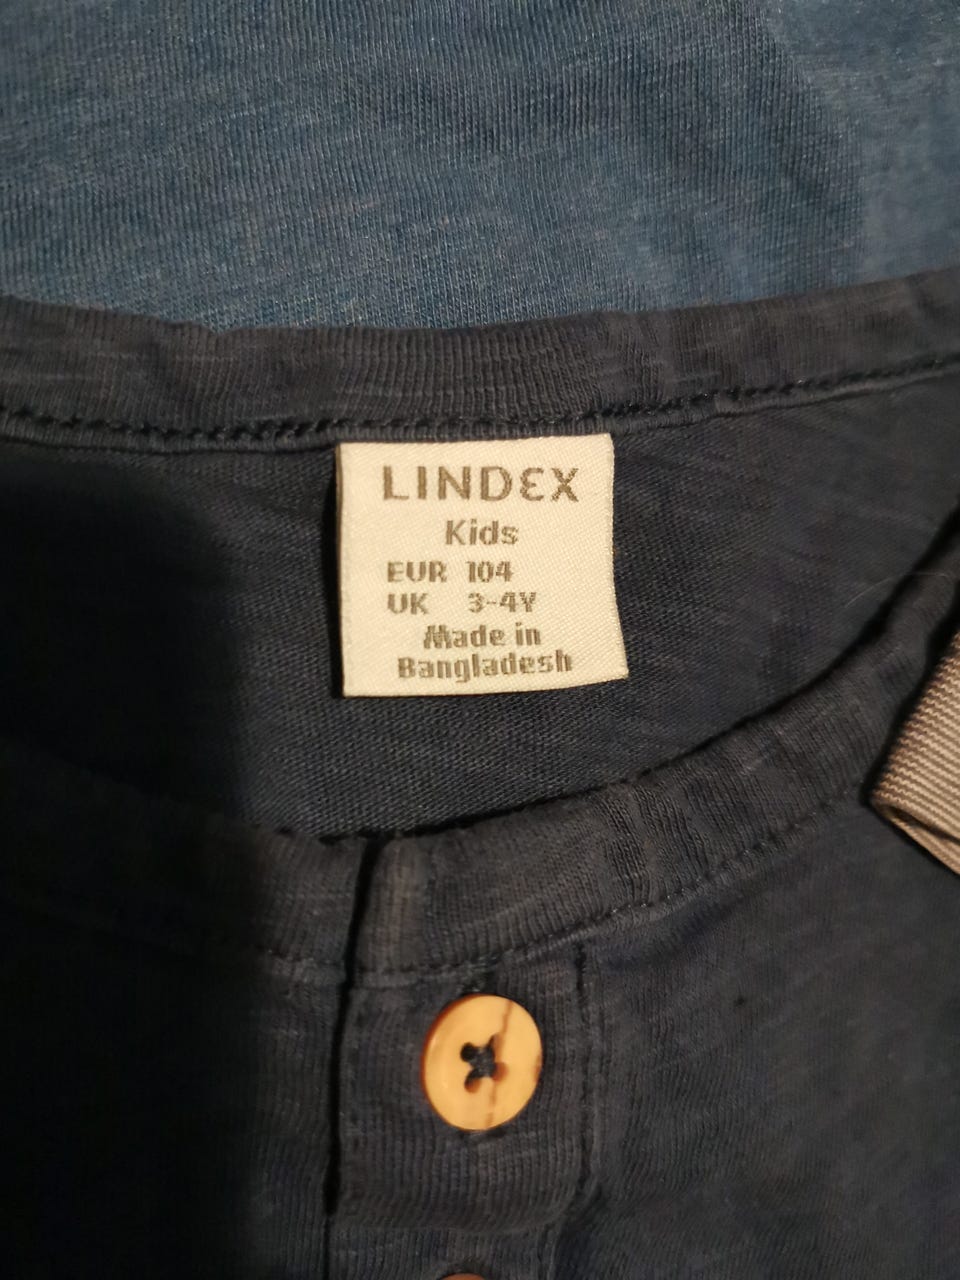 LINDEX
Kids
EUR 104
UK 3-4Y
Made in
Bangladesh